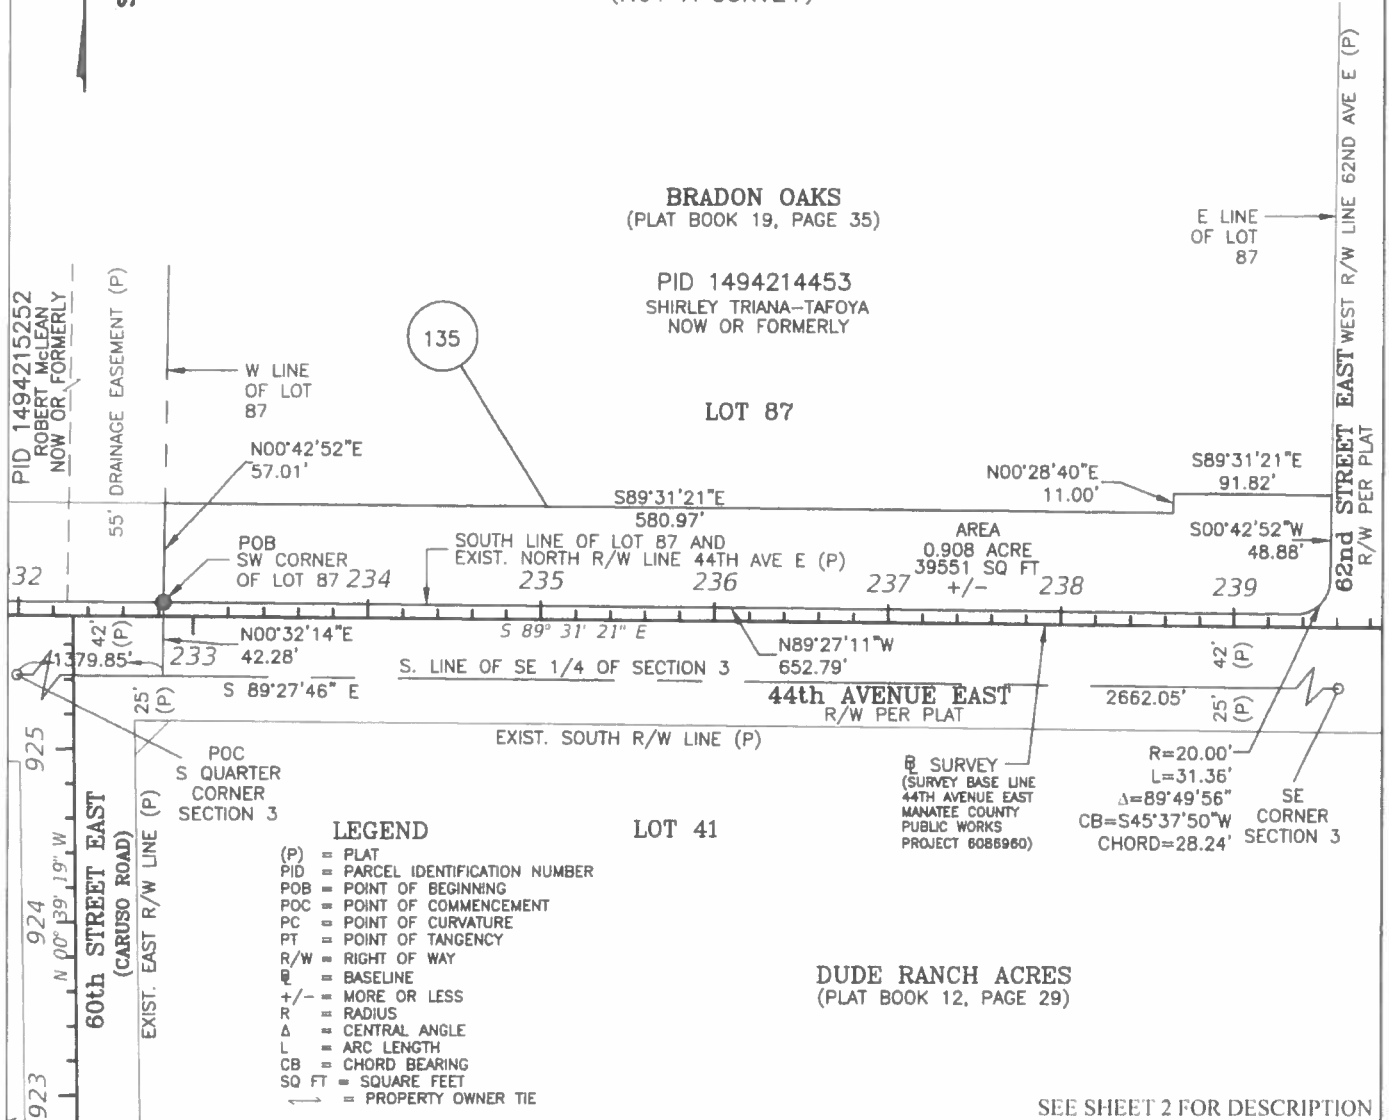 BRADON OAKS
(PLAT BOOK 19, PAGE 35)
PID 1494214453
SHIRLEY TRIANA-TAFOYA
NOW OR FORMERLY
E LINE
OF LOT
87
WEST R/W LINE 62ND AVE E (P)
62nd STREET EAST
R/W PER PLAT
PID 1494215252
ROBERT McLEAN
NOW OR FORMERLY
55' DRAINAGE EASEMENT (P)
135
W LINE
OF LOT
87
LOT 87
N00°42'52"E
57.01'
S89°31'21"E
580.97'
N00°28'40"E
11.00'
S89°31'21"E
91.82'
S00°42'52"W
48.88'
AREA
0.908 ACRE
39551 SQ FT
+/-
POB
SW CORNER
OF LOT 87
SOUTH LINE OF LOT 87 AND
EXIST. NORTH R/W LINE 44TH AVE E (P)
32
234
235
236
237
238
239
42'
(P)
1379.85'
233
N00°32'14"E
42.28'
S 89° 31' 21" E
N89°27'11"W
652.79'
42'
(P)
S. LINE OF SE 1/4 OF SECTION 3
S 89°27'46" E
25'
(P)
44th AVENUE EAST
R/W PER PLAT
2662.05'
25'
(P)
EXIST. SOUTH R/W LINE (P)
POC
S QUARTER
CORNER
SECTION 3
925
924
923
N 00° 39' 19" W
60th STREET EAST
(CARUSO ROAD)
EXIST. EAST R/W LINE (P)
LOT 41
BL SURVEY
(SURVEY BASE LINE
44TH AVENUE EAST
MANATEE COUNTY
PUBLIC WORKS
PROJECT 6086960)
R=20.00'
L=31.36'
Δ=89°49'56"
CB=S45°37'50"W
CHORD=28.24'
SE
CORNER
SECTION 3
LEGEND
(P) = PLAT
PID = PARCEL IDENTIFICATION NUMBER
POB = POINT OF BEGINNING
POC = POINT OF COMMENCEMENT
PC = POINT OF CURVATURE
PT = POINT OF TANGENCY
R/W = RIGHT OF WAY
BL = BASELINE
+/- = MORE OR LESS
R = RADIUS
Δ = CENTRAL ANGLE
L = ARC LENGTH
CB = CHORD BEARING
SQ FT = SQUARE FEET
= PROPERTY OWNER TIE
DUDE RANCH ACRES
(PLAT BOOK 12, PAGE 29)
SEE SHEET 2 FOR DESCRIPTION